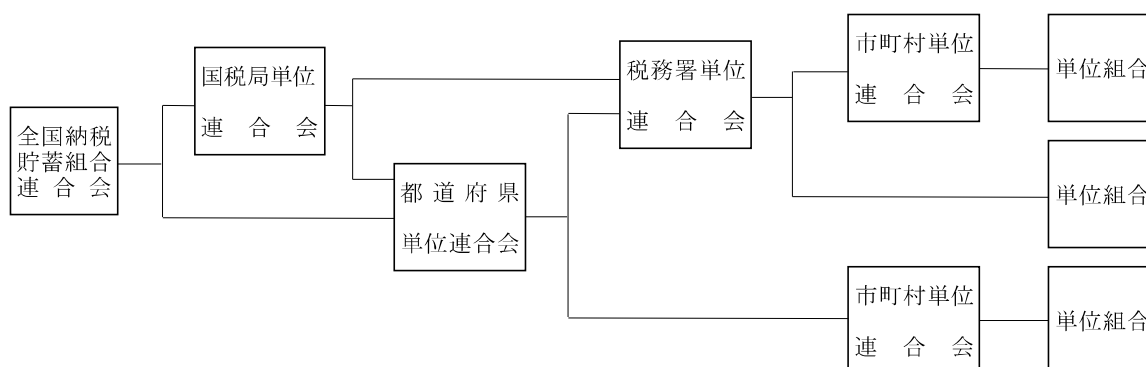 全国納税
貯蓄組合
連合会
国税局単位
連合会
都道府県
単位連合会
税務署単位
連合会
市町村単位
連合会
単位組合
単位組合
市町村単位
連合会
単位組合